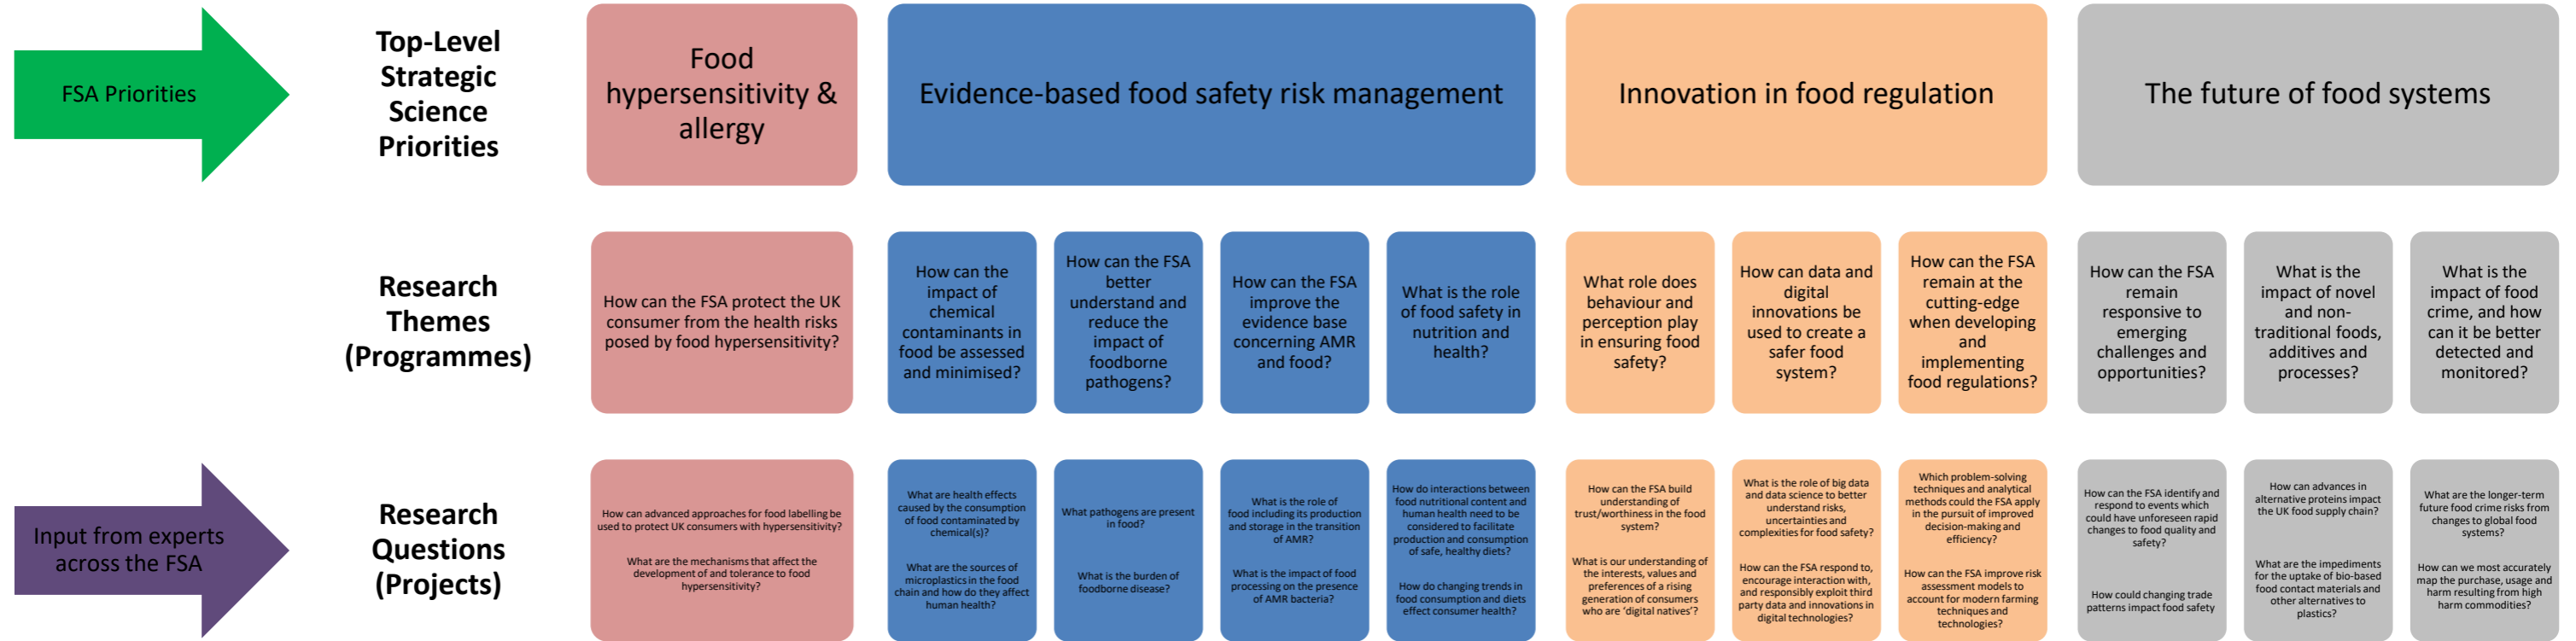 FSA Priorities
Top-Level
Strategic
Science
Priorities
Food
hypersensitivity &
allergy
Evidence-based food safety risk management
Innovation in food regulation
The future of food systems
Research
Themes
(Programmes)
How can the FSA protect the UK
consumer from the health risks
posed by food hypersensitivity?
How can the
impact of
chemical
contaminants in
food be assessed
and minimised?
How can the FSA
better
understand and
reduce the
impact of
foodborne
pathogens?
How can the FSA
improve the
evidence base
concerning AMR
and food?
What is the role
of food safety in
nutrition and
health?
What role does
behaviour and
perception play
in ensuring food
safety?
How can data and
digital
innovations be
used to create a
safer food
system?
How can the FSA
remain at the
cutting-edge
when developing
and
implementing
food regulations?
How can the FSA
remain
responsive to
emerging
challenges and
opportunities?
What is the
impact of novel
and non-
traditional foods,
additives and
processes?
What is the
impact of food
crime, and how
can it be better
detected and
monitored?
Input from experts
across the FSA
Research
Questions
(Projects)
How can advanced approaches for food labelling be
used to protect UK consumers with hypersensitivity?
What are the mechanisms that affect the
development of and tolerance to food
hypersensitivity?
What are health effects
caused by the consumption
of food contaminated by
chemical(s)?
What are the sources of
microplastics in the food
chain and how do they affect
human health?
What pathogens are present
in food?
What is the burden of
foodborne disease?
What is the role of
food including its production
and storage in the transition
of AMR?
What is the impact of food
processing on the presence
of AMR bacteria?
How do interactions between
food nutritional content and
human health need to be
considered to facilitate
production and consumption
of safe, healthy diets?
How do changing trends in
food consumption and diets
effect consumer health?
How can the FSA build
understanding of
trust/worthiness in the food
system?
What is our understanding of
the interests, values and
preferences of a rising
generation of consumers
who are ‘digital natives’?
What is the role of big data
and data science to better
understand risks,
uncertainties and
complexities for food safety?
How can the FSA respond to,
encourage interaction with,
and responsibly exploit third
party data and innovations in
digital technologies?
Which problem-solving
techniques and analytical
methods could the FSA apply
in the pursuit of improved
decision-making and
efficiency?
How can the FSA improve risk
assessment models to
account for modern farming
techniques and
technologies?
How can the FSA identify and
respond to events which
could have unforeseen rapid
changes to food quality and
safety?
How could changing trade
patterns impact food safety
How can advances in
alternative proteins impact
the UK food supply chain?
What are the impediments
for the uptake of bio-based
food contact materials and
other alternatives to
plastics?
What are the longer-term
future food crime risks from
changes to global food
systems?
How can we most accurately
map the purchase, usage and
harm resulting from high
harm commodities?